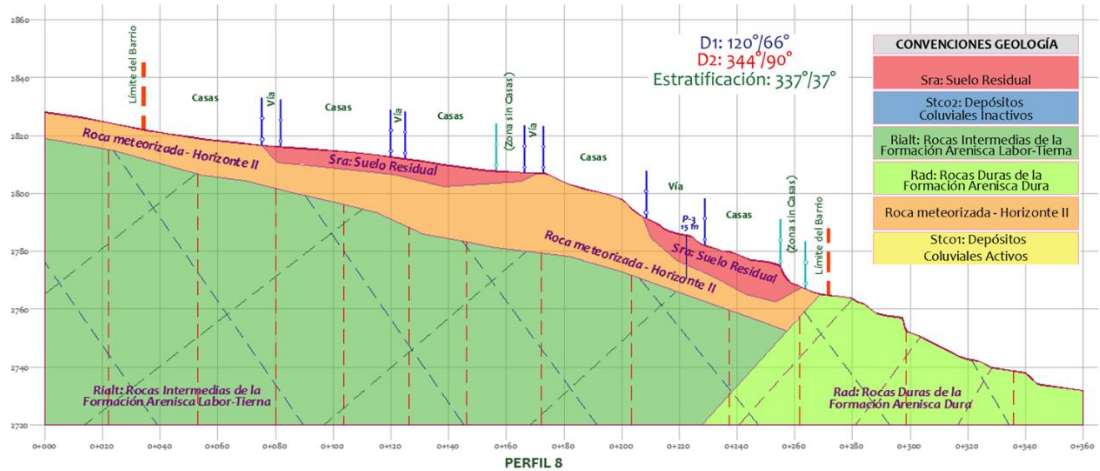 D1: 120°/66°
D2: 344°/90°
Estratificación: 337°/37°
CONVENCIONES GEOLOGÍA
Sra: Suelo Residual
Stco2: Depósitos
Coluviales Inactivos
Rialt: Rocas Intermedias de la
Formación Arenisca Labor-Tierna
Rad: Rocas Duras de la
Formación Arenisca Dura
Roca meteorizada - Horizonte II
Stco1: Depósitos
Coluviales Activos
2860
2840
2820
2800
2780
2760
2740
2720
Límite del Barrio
Casas
Vía
Casas
Vía
Casas
(Zona sin Casas)
Vía
Casas
Vía
Casas
(Zona sin Casas)
Límite del Barrio
Roca meteorizada - Horizonte II
Sra: Suelo Residual
P-3
15 m
Sra: Suelo Residual
Roca meteorizada - Horizonte II
Rialt: Rocas Intermedias de la
Formación Arenisca Labor-Tierna
Rad: Rocas Duras de la
Formación Arenisca Dura
0+000 0+020 0+040 0+060 0+080 0+100 0+120 0+140 0+160 0+180 0+200 0+220 0+240 0+260 0+280 0+300 0+320 0+340 0+360
PERFIL 8